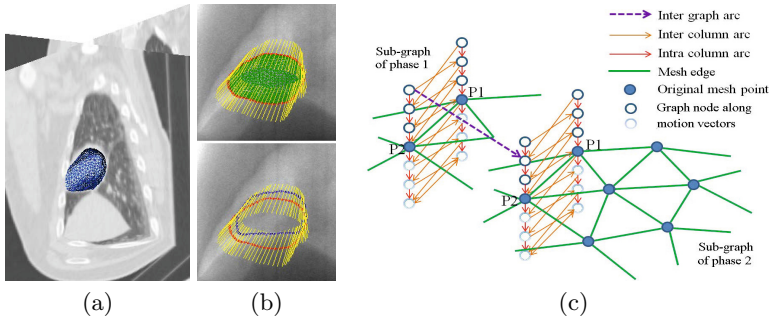 Inter graph arc
Inter column arc
Intra column arc
Mesh edge
Original mesh point
Graph node along
motion vectors
Sub-graph
of phase 1
P1
P2
P1
P2
Sub-graph
of phase 2
(a)
(b)
(c)